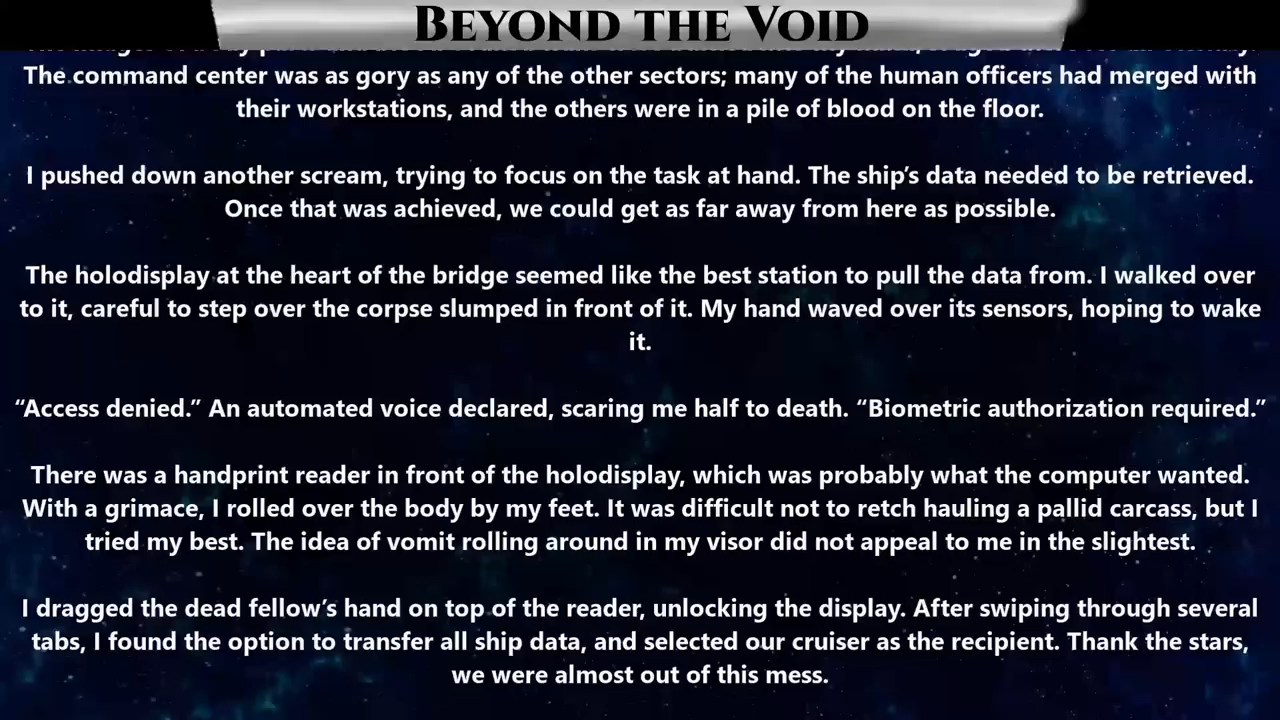 Beyond the Void
The command center was as gory as any of the other sectors; many of the human officers had merged with
their workstations, and the others were in a pile of blood on the floor.
I pushed down another scream, trying to focus on the task at hand. The ship’s data needed to be retrieved.
Once that was achieved, we could get as far away from here as possible.
The holodisplay at the heart of the bridge seemed like the best station to pull the data from. I walked over
to it, careful to step over the corpse slumped in front of it. My hand waved over its sensors, hoping to wake
it.
“Access denied.” An automated voice declared, scaring me half to death. “Biometric authorization required.”
There was a handprint reader in front of the holodisplay, which was probably what the computer wanted.
With a grimace, I rolled over the body by my feet. It was difficult not to retch hauling a pallid carcass, but I
tried my best. The idea of vomit rolling around in my visor did not appeal to me in the slightest.
I dragged the dead fellow’s hand on top of the reader, unlocking the display. After swiping through several
tabs, I found the option to transfer all ship data, and selected our cruiser as the recipient. Thank the stars,
we were almost out of this mess.